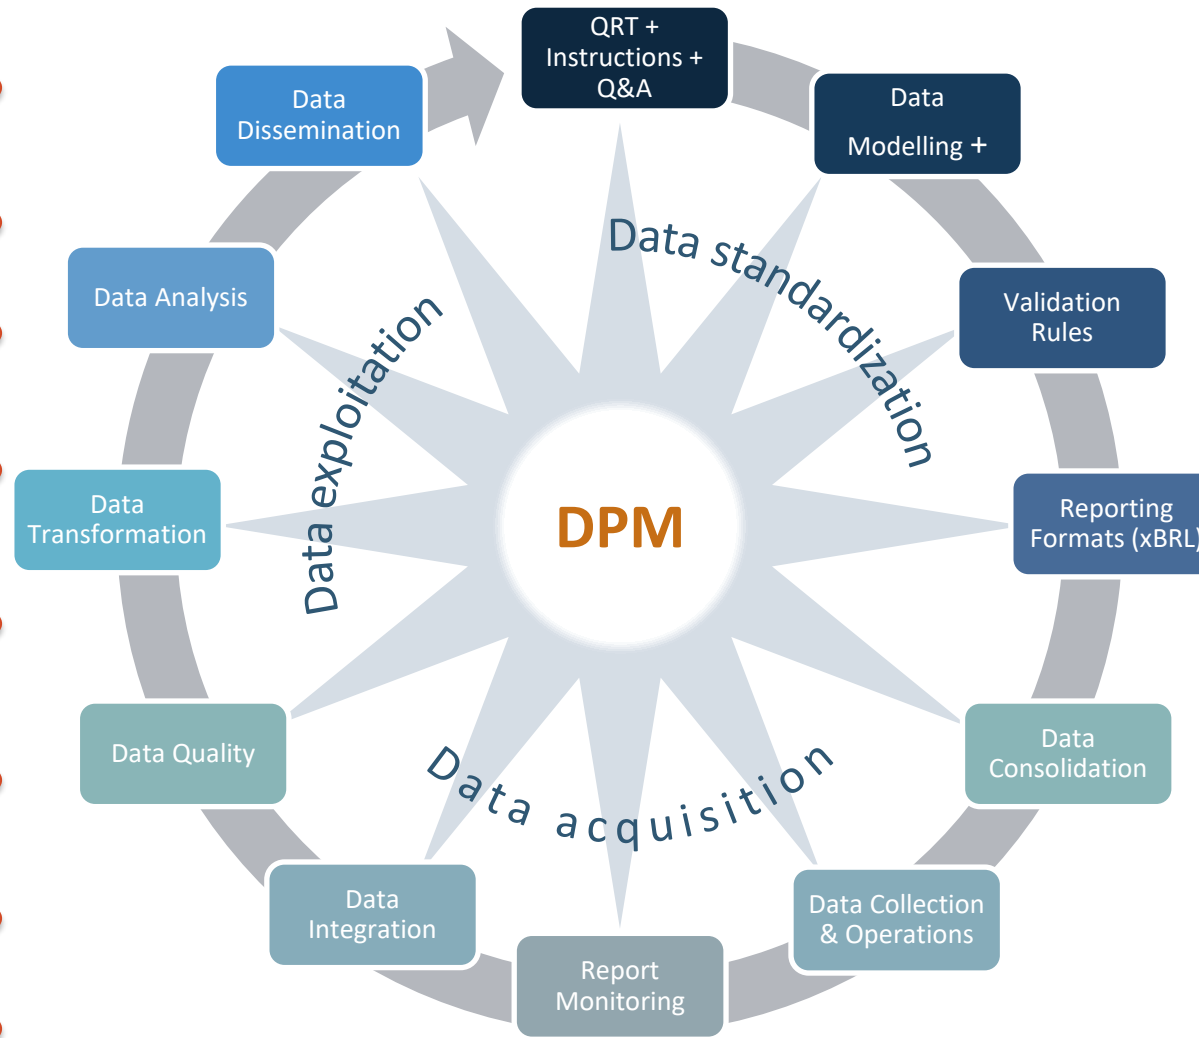 QRT +
Instructions +
Q&A
Data
Modelling +
Validation
Rules
Reporting
Formats (xBRL)
Data
Consolidation
Data Collection
& Operations
Report
Monitoring
Data
Integration
Data Quality
Data
Transformation
Data Analysis
Data
Dissemination
Data standardization
Data acquisition
Data exploitation
DPM